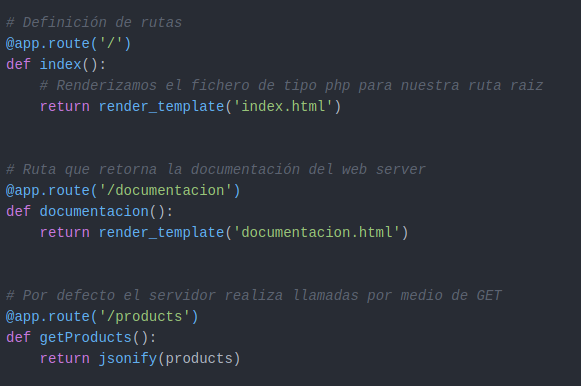 # Definición de rutas
@app.route('/')
def index():
    # Renderizamos el fichero de tipo php para nuestra ruta raiz
    return render_template('index.html')
# Ruta que retorna la documentación del web server
@app.route('/documentacion')
def documentacion():
    return render_template('documentacion.html')
# Por defecto el servidor realiza llamadas por medio de GET
@app.route('/products')
def getProducts():
    return jsonify(products)